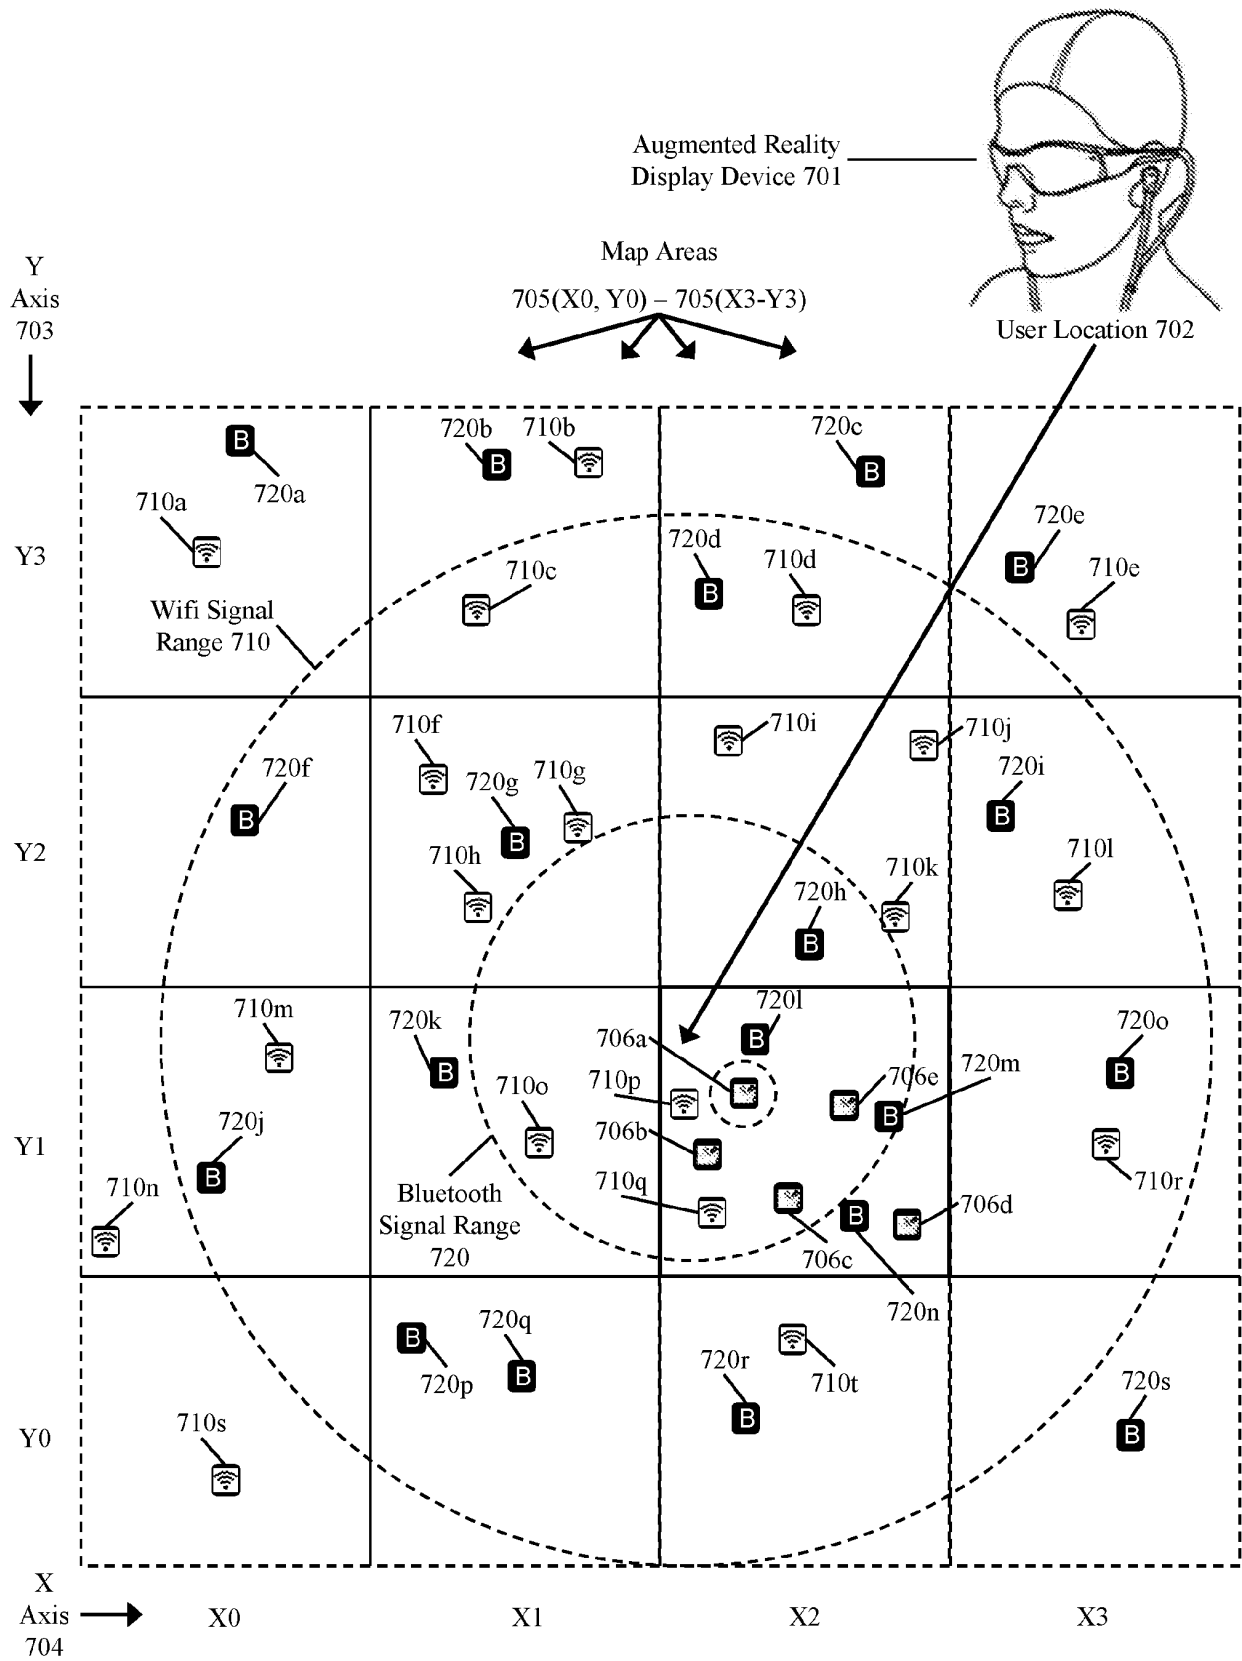 Augmented Reality
Display Device 701
Map Areas
705(X0, Y0) – 705(X3-Y3)
User Location 702
Y
Axis
703
720b
710b
720c
B
B
B
B
720a
710a
720e
720d
710d
710c
710e
B
B
Y3
Wifi Signal
Range 710
710f
710i
710j
720f
720g
710g
720i
B
B
B
Y2
710h
710k
710l
720h
B
710m
720k
720l
720o
706a
B
B
B
710p
706e
720m
710o
B
706b
720j
Y1
B
710n
710q
710r
Bluetooth
Signal Range
720
B
706d
706c
720n
720q
B
720p
B
720r
710t
720s
B
B
710s
Y0
X
Axis
704
X0
X1
X2
X3